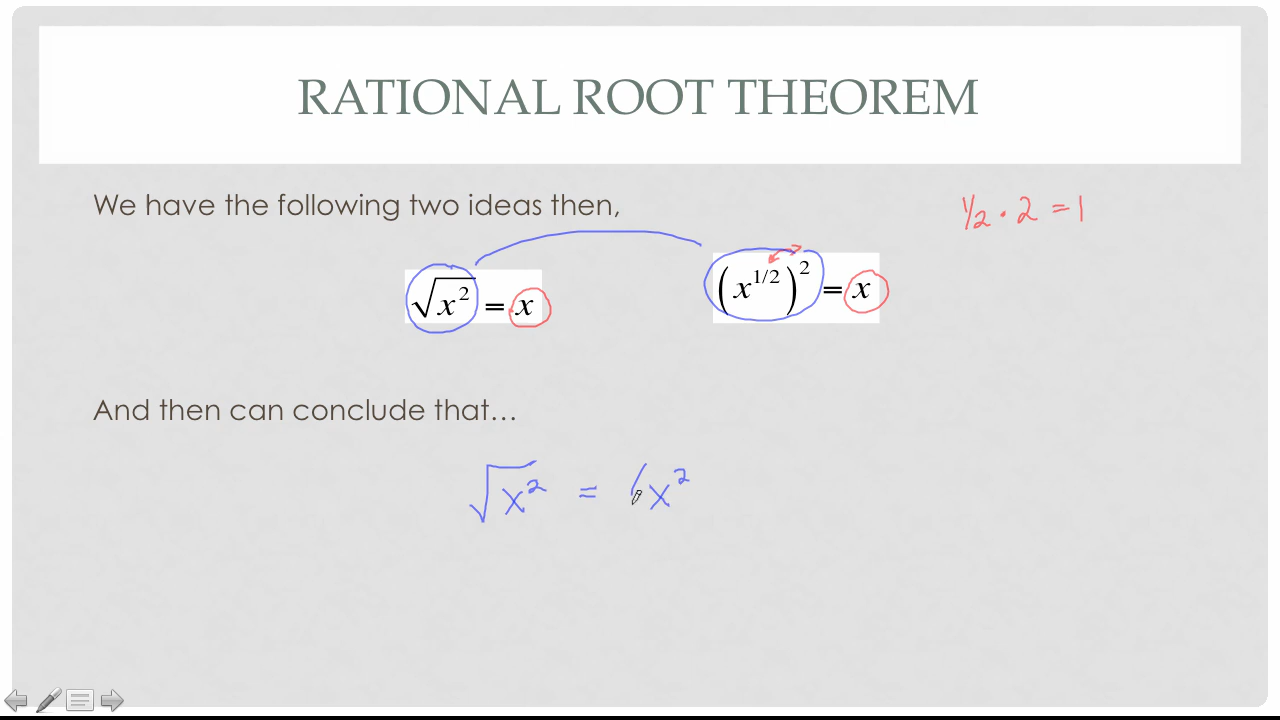 RATIONAL ROOT THEOREM
We have the following two ideas then,
1/2 · 2 = 1
√x² = x (x^{1/2})² = x
And then can conclude that…
√x² = (x²